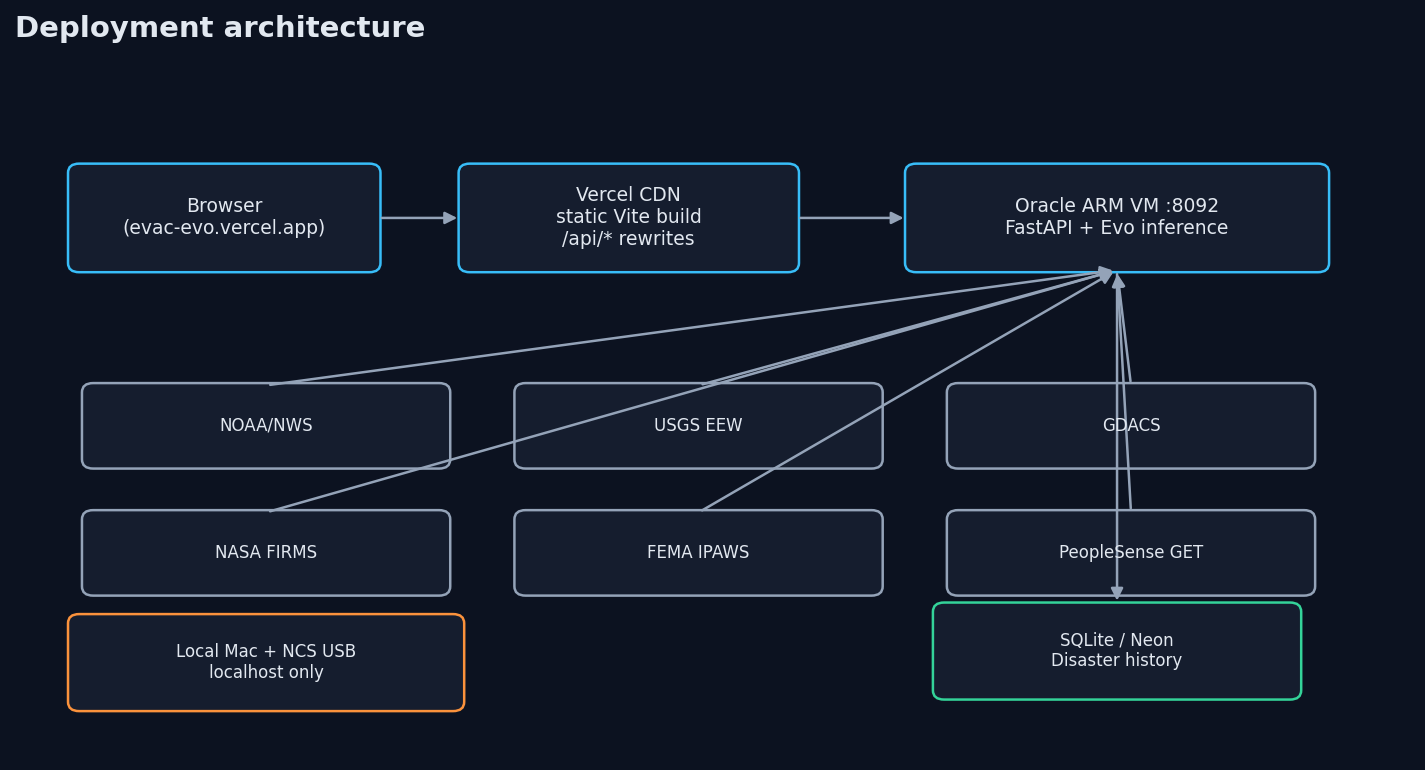 Deployment architecture
Browser
(evac-evo.vercel.app)
Vercel CDN
static Vite build
/api/* rewrites
Oracle ARM VM :8092
FastAPI + Evo inference
NOAA/NWS
USGS EEW
GDACS
NASA FIRMS
FEMA IPAWS
PeopleSense GET
Local Mac + NCS USB
localhost only
SQLite / Neon
Disaster history